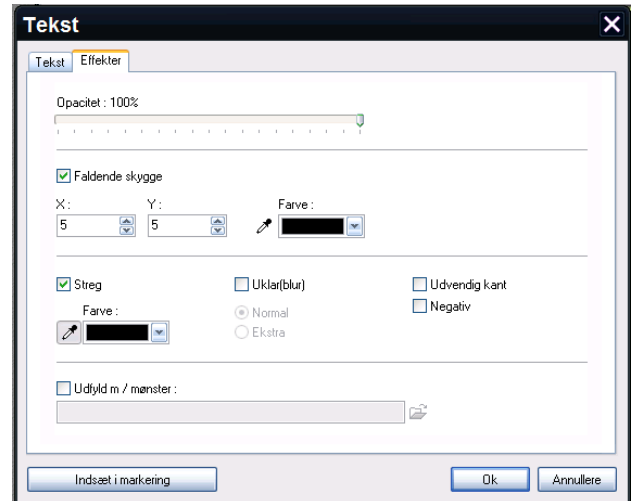 Tekst
Tekst Effekter
Opacitet : 100%
Faldende skygge
X : Y : Farve :
5 5
Streg Uklar(blur) Udvendig kant
Farve : Normal Negativ
Ekstra
Udfyld m / mønster :
Indsæt i markering Ok Annullere